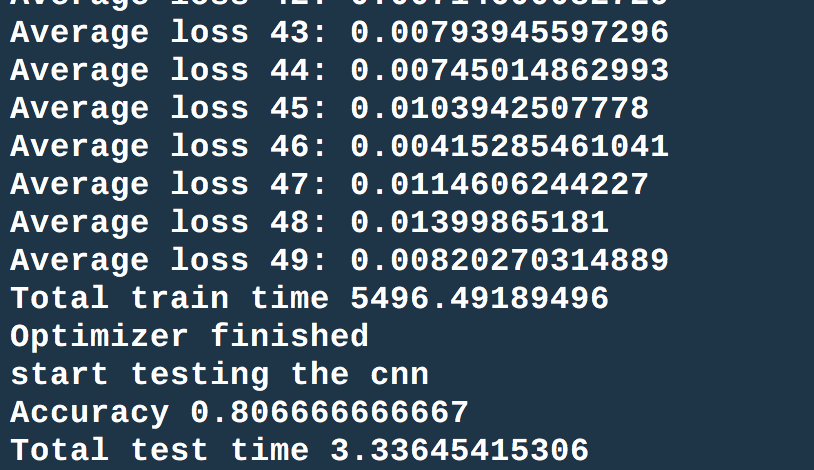 Average loss 43: 0.00793945597296
Average loss 44: 0.00745014862993
Average loss 45: 0.0103942507778
Average loss 46: 0.00415285461041
Average loss 47: 0.0114606244227
Average loss 48: 0.01399865181
Average loss 49: 0.00820270314889
Total train time 5496.49189496
Optimizer finished
start testing the cnn
Accuracy 0.806666666667
Total test time 3.33645415306